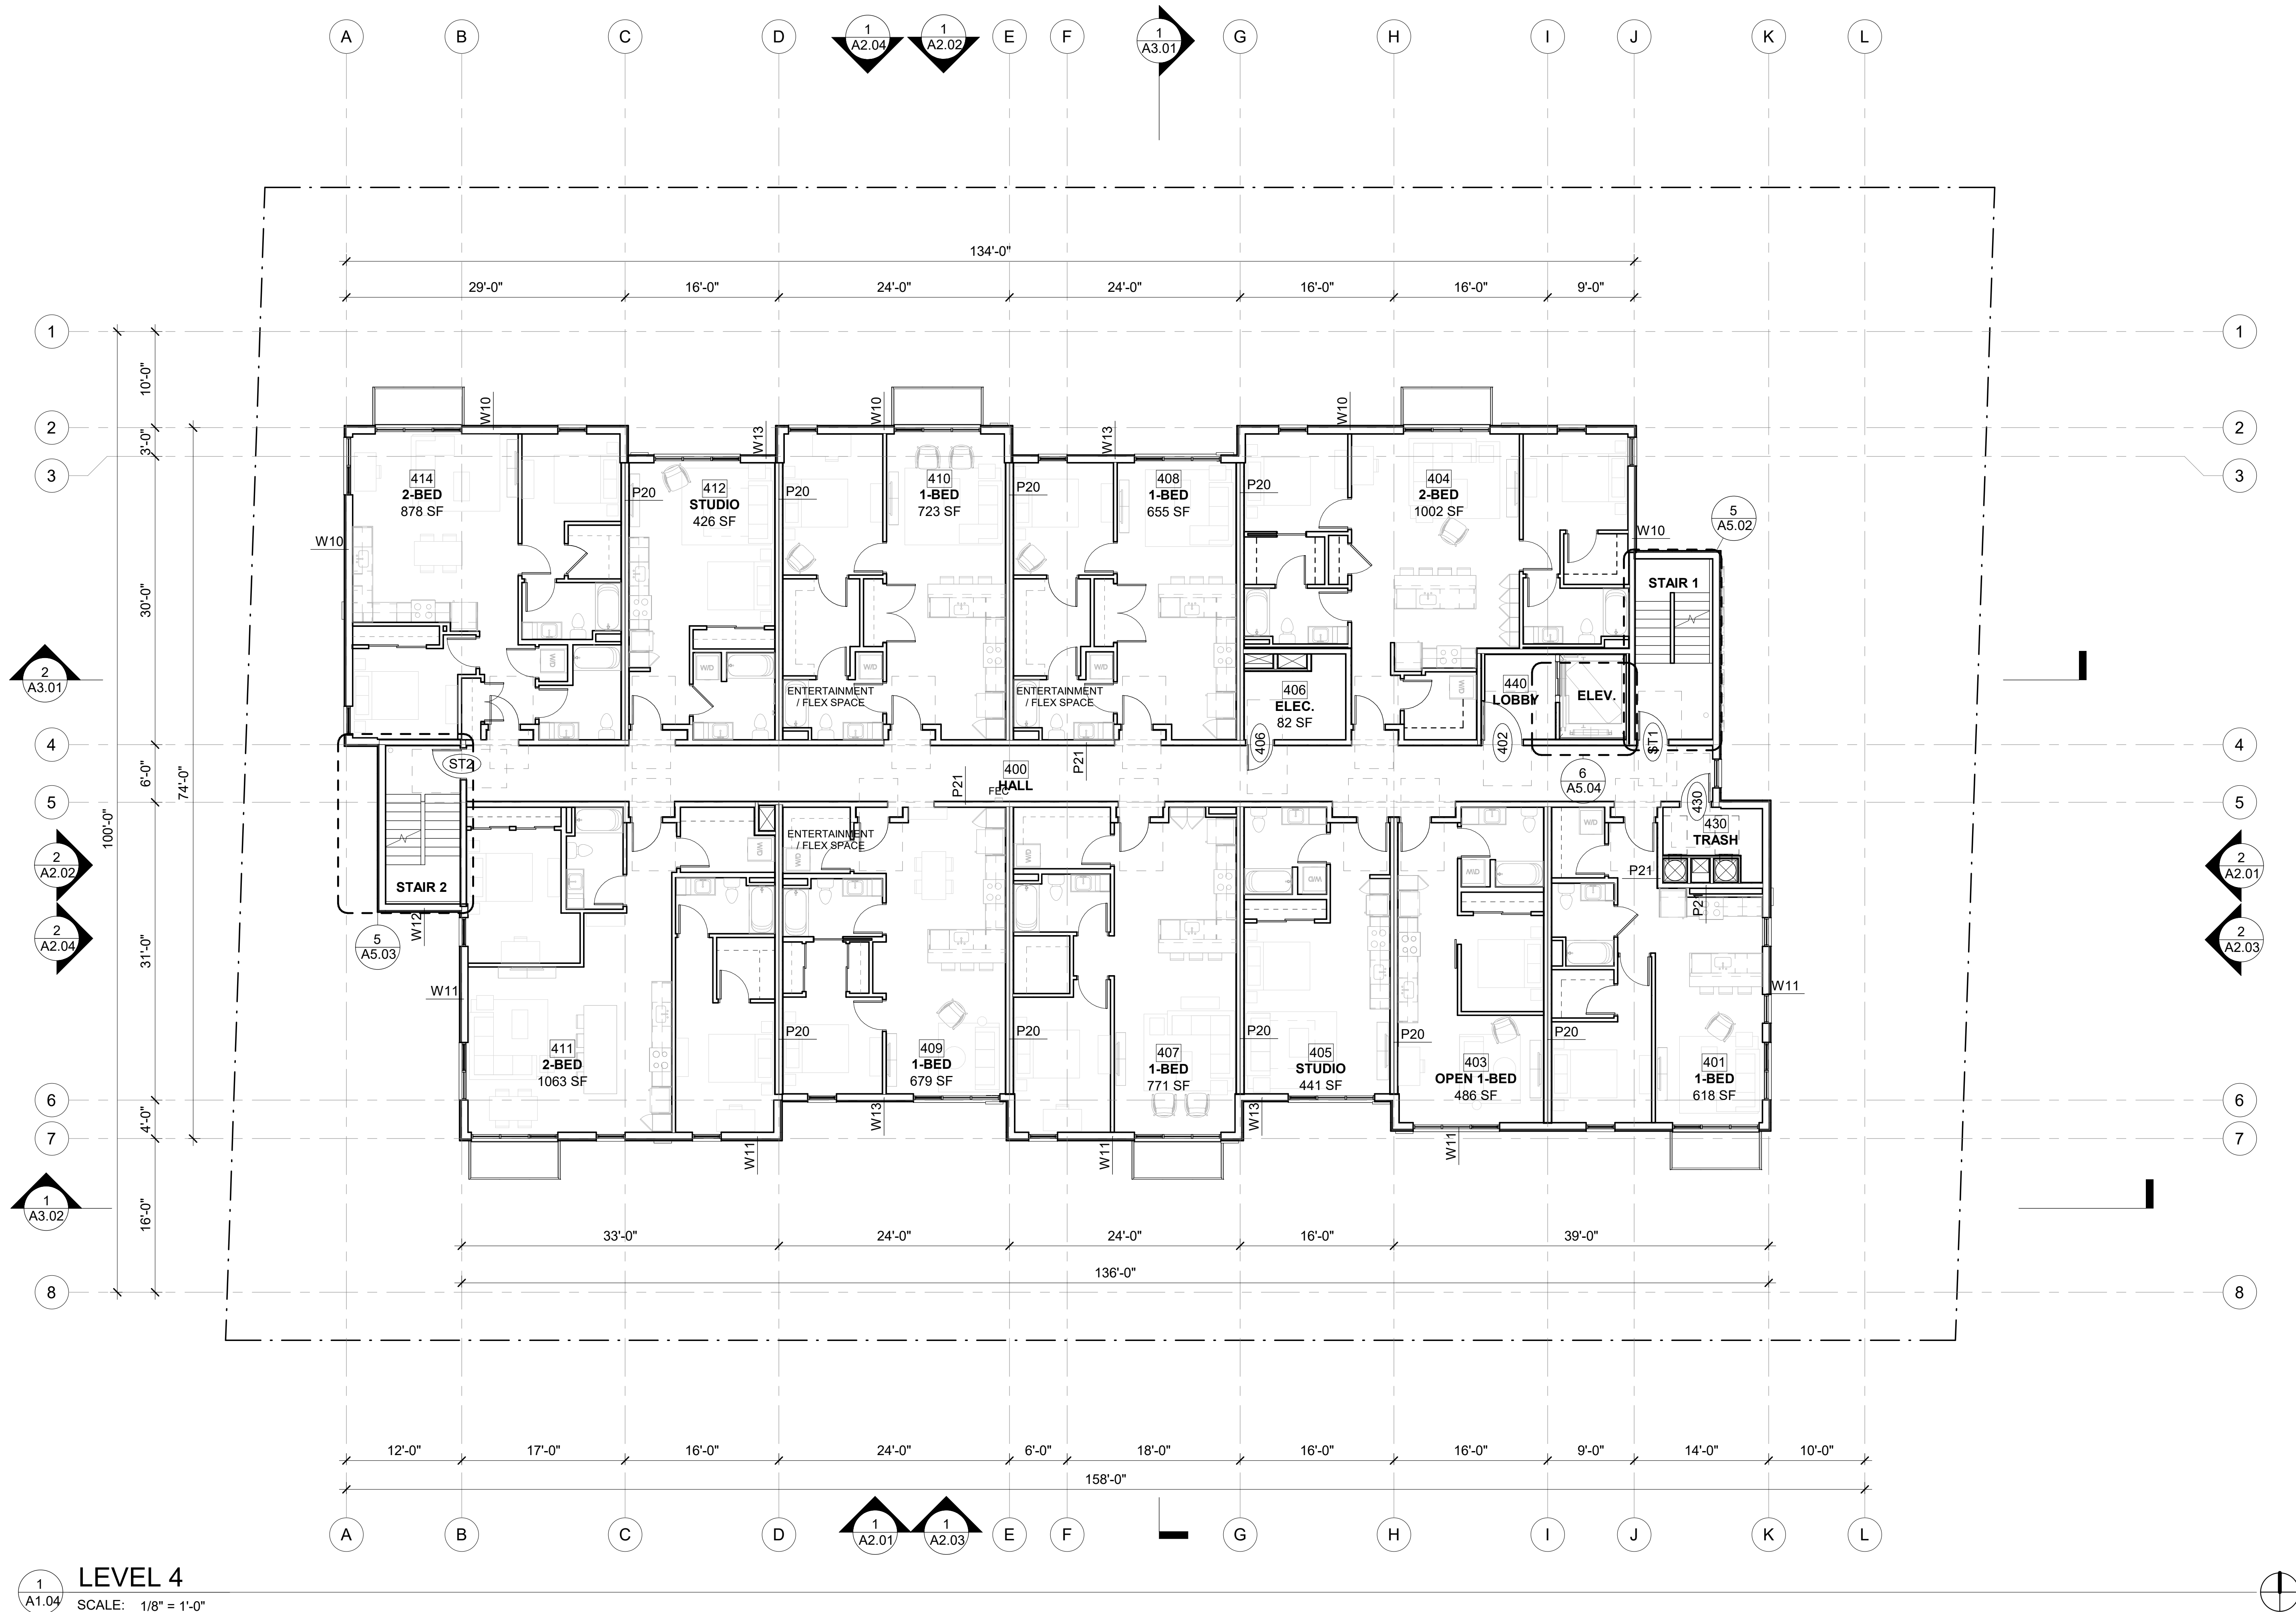 A
B
C
D
1
A2.04
1
A2.02
E
F
1
A3.01
G
H
I
J
K
L
134'-0"
29'-0"
16'-0"
24'-0"
24'-0"
16'-0"
16'-0"
9'-0"
1
1
10'-0"
2
2
3'-0"
3
3
W10
W13
W10
W13
W10
414
2-BED
878 SF
P20
412
STUDIO
426 SF
P20
410
1-BED
723 SF
P20
408
1-BED
655 SF
P20
404
2-BED
1002 SF
5
A5.02
W10
W10
STAIR 1
30'-0"
2
A3.01
W/D
W/D
W/D
W/D
W/D
ENTERTAINMENT
/ FLEX SPACE
ENTERTAINMENT
/ FLEX SPACE
406
ELEC.
82 SF
440
LOBBY
ELEV.
4
4
406
402
ST1
ST2
6'-0"
74'-0"
100'-0"
P21
400
HALL
FEC
P21
6
A5.04
430
5
5
430
TRASH
ENTERTAINMENT
/ FLEX SPACE
W/D
W/D
W/D
W/D
W/D
W/D
P21
P21
2
A2.02
2
A2.01
STAIR 2
W12
2
A2.04
5
A5.03
2
A2.03
31'-0"
W11
W11
411
2-BED
1063 SF
P20
409
1-BED
679 SF
P20
407
1-BED
771 SF
P20
405
STUDIO
441 SF
P20
403
OPEN 1-BED
486 SF
P20
401
1-BED
618 SF
6
6
4'-0"
7
7
W11
W13
W11
W13
W11
1
A3.02
16'-0"
33'-0"
24'-0"
24'-0"
16'-0"
39'-0"
136'-0"
8
8
12'-0"
17'-0"
16'-0"
24'-0"
6'-0"
18'-0"
16'-0"
16'-0"
9'-0"
14'-0"
10'-0"
158'-0"
A
B
C
D
1
A2.01
1
A2.03
E
F
G
H
I
J
K
L
1
A1.04
LEVEL 4
SCALE: 1/8" = 1'-0"